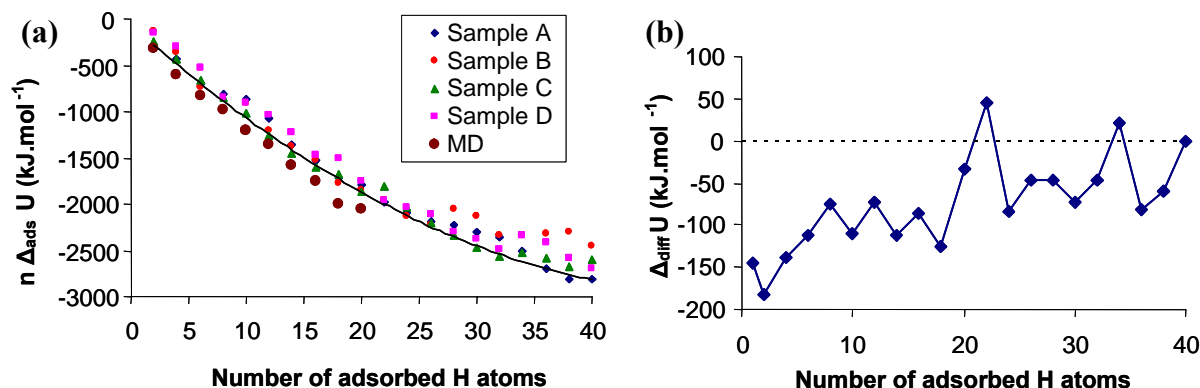 (a)
n Δads U (kJ.mol⁻¹)
0
-500
-1000
-1500
-2000
-2500
-3000
0 5 10 15 20 25 30 35 40
Number of adsorbed H atoms
Sample A
Sample B
Sample C
Sample D
MD
(b)
Δdiff U (kJ.mol⁻¹)
100
50
0
-50
-100
-150
-200
0 10 20 30 40
Number of adsorbed H atoms